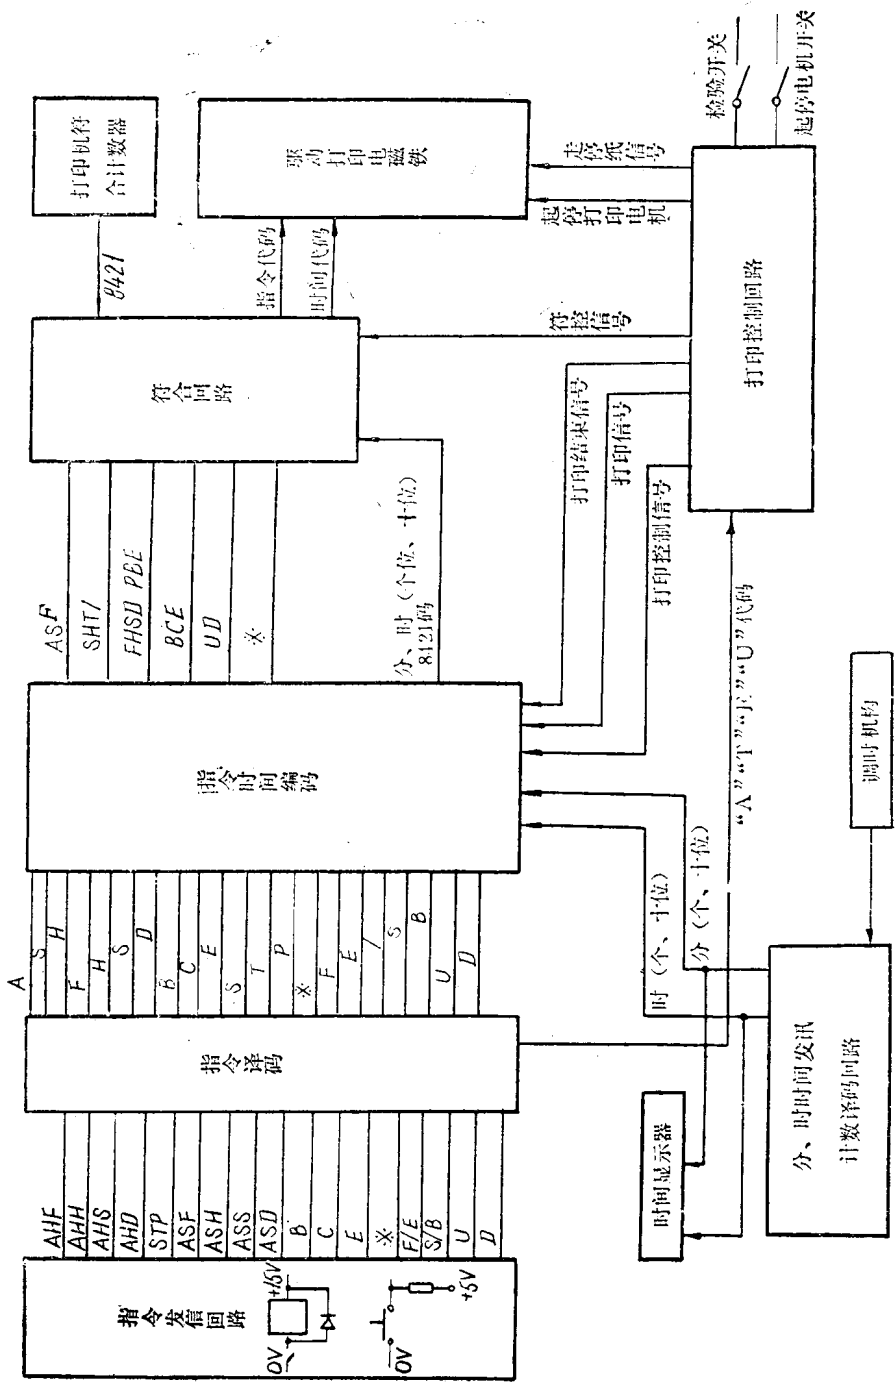 指令发信回路
0V
+15V
0V
+5V
AHF
AHH
AHS
AHD
STP
ASF
ASH
ASS
ASD
B
C
E
※
F/E
S/B
U
D
指令译码
A
S
H
F
H
S
D
B
C
E
S
T
P
※
F
E
/
S
B
U
D
指令时间编码
ASF
SHT/
FHSD PBE
BCE
UD
※
分、时(个位、十位)
8421码
符合回路
8421
打印机符
合计数器
指令代码
时间代码
驱动打印电磁铁
走停纸信号
起停打印电机
符控信号
打印结束信号
打印信号
打印控制信号
打印控制回路
检验开关
起停电机开关
“A”“T”“E”“U”代码
时(个、十位)
分(个、十位)
时间显示器
分、时时间发讯
计数译码回路
调时机构